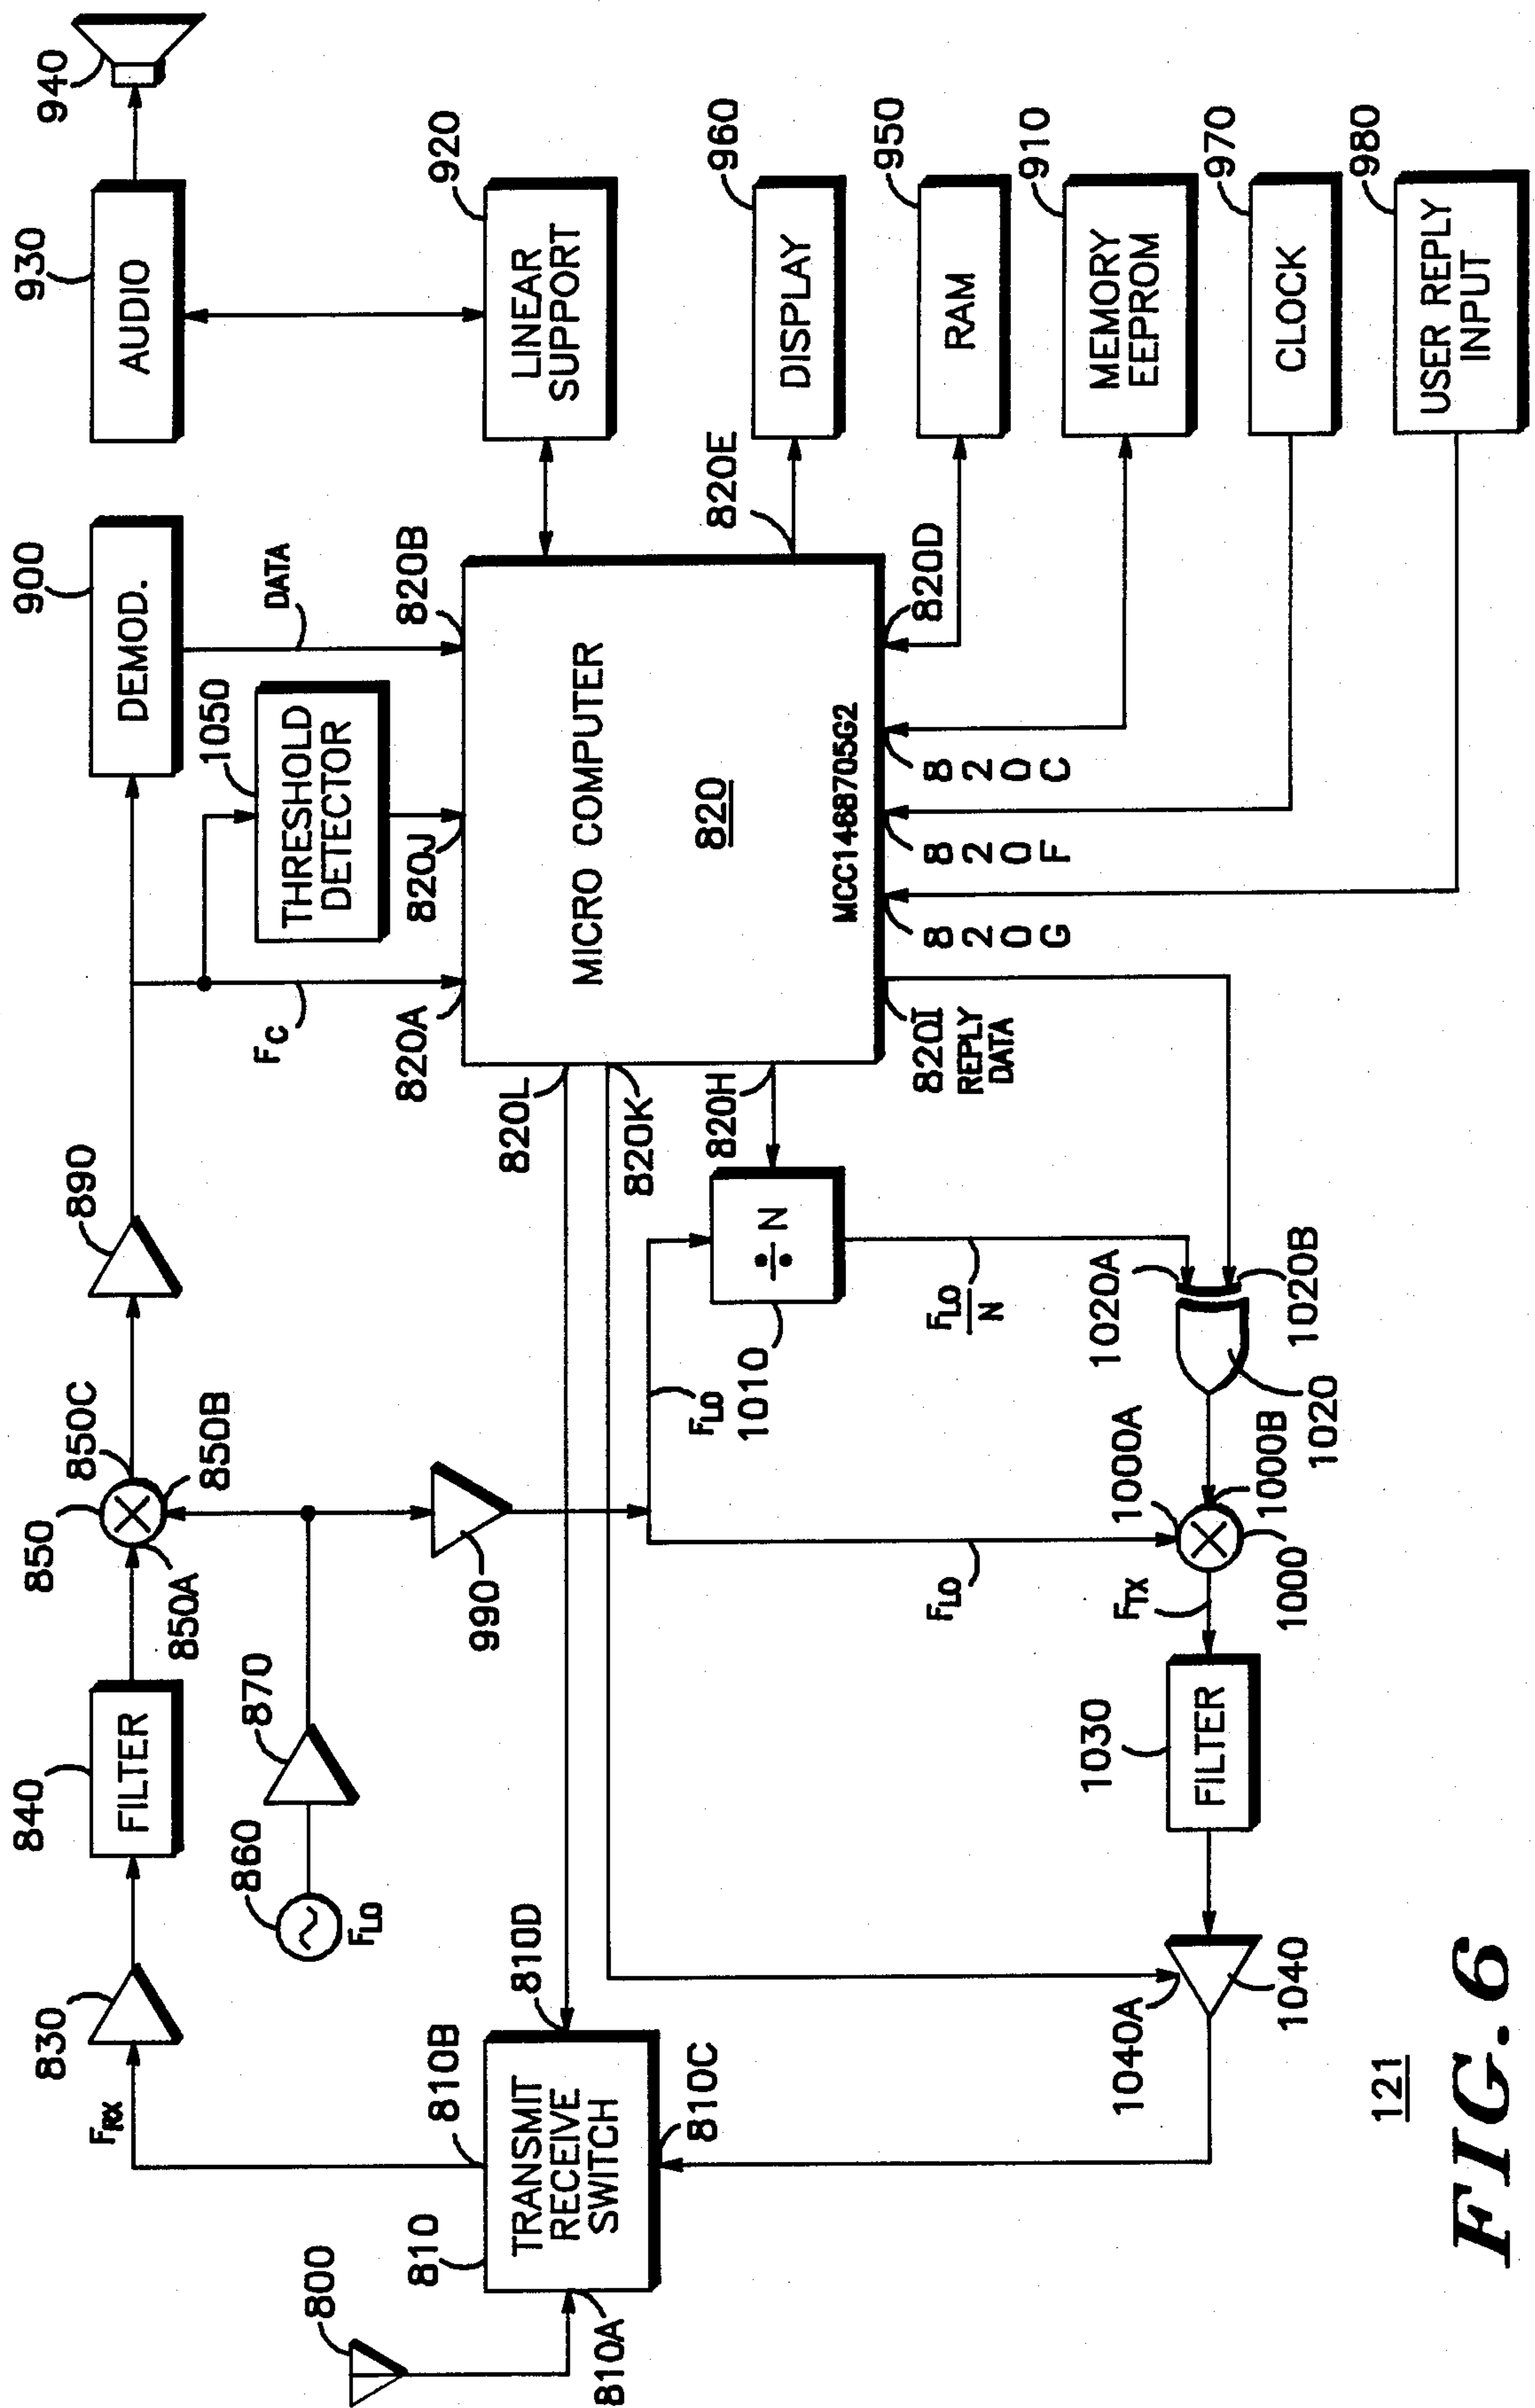 800
810A
810
TRANSMIT
RECEIVE
SWITCH
810B
810C
810D
FRX
830
840
FILTER
850
850A
850B
850C
860
FLO
870
890
FC
900
DEMOD.
DATA
1050
THRESHOLD
DETECTOR
930
AUDIO
940
920
LINEAR
SUPPORT
820A
820J
820B
MICRO COMPUTER
820
MCC1468705G2
820L
820K
820H
820I
REPLY
DATA
820G
820F
820C
820D
820E
960
DISPLAY
950
RAM
910
MEMORY
EEPROM
970
CLOCK
980
USER REPLY
INPUT
990
FLO
1010
÷ N
FLO
N
FLO
1020A
1020B
1020
1000A
1000B
1000
FTX
1030
FILTER
1040A
1040
121
FIG. 6